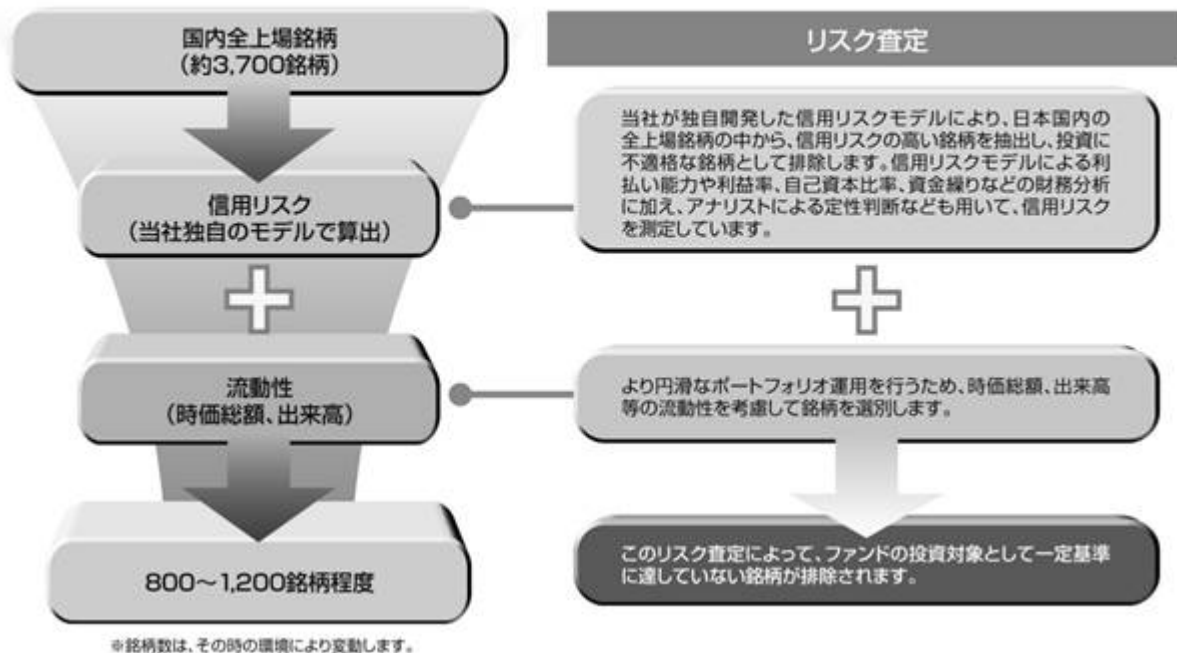 国内全上場銘柄
(約3,700銘柄)
信用リスク
(当社独自のモデルで算出)
流動性
(時価総額、出来高)
800〜1,200銘柄程度
※銘柄数は、その時の環境により変動します。
リスク査定
当社が独自開発した信用リスクモデルにより、日本国内の
全上場銘柄の中から、信用リスクの高い銘柄を抽出し、投資に
不適格な銘柄として排除します。信用リスクモデルによる利
払い能力や利益率、自己資本比率、資金繰りなどの財務分析
に加え、アナリストによる定性判断なども用いて、信用リスク
を測定しています。
より円滑なポートフォリオ運用を行うため、時価総額、出来高
等の流動性を考慮して銘柄を選別します。
このリスク査定によって、ファンドの投資対象として一定基準
に達していない銘柄が排除されます。